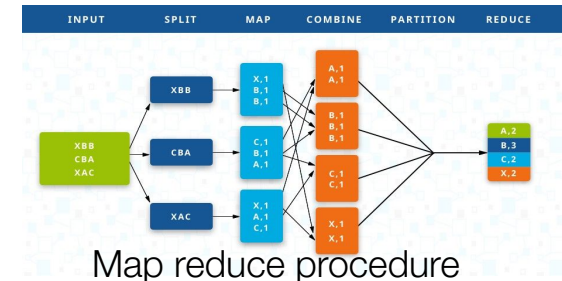 INPUT SPLIT MAP COMBINE PARTITION REDUCE
XBB
CBA
XAC
XBB
CBA
XAC
X,1
B,1
B,1
C,1
B,1
A,1
X,1
A,1
C,1
A,1
A,1
B,1
B,1
B,1
C,1
C,1
X,1
X,1
A,2
B,3
C,2
X,2
Map reduce procedure